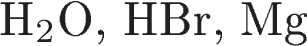 H₂O, HBr, Mg